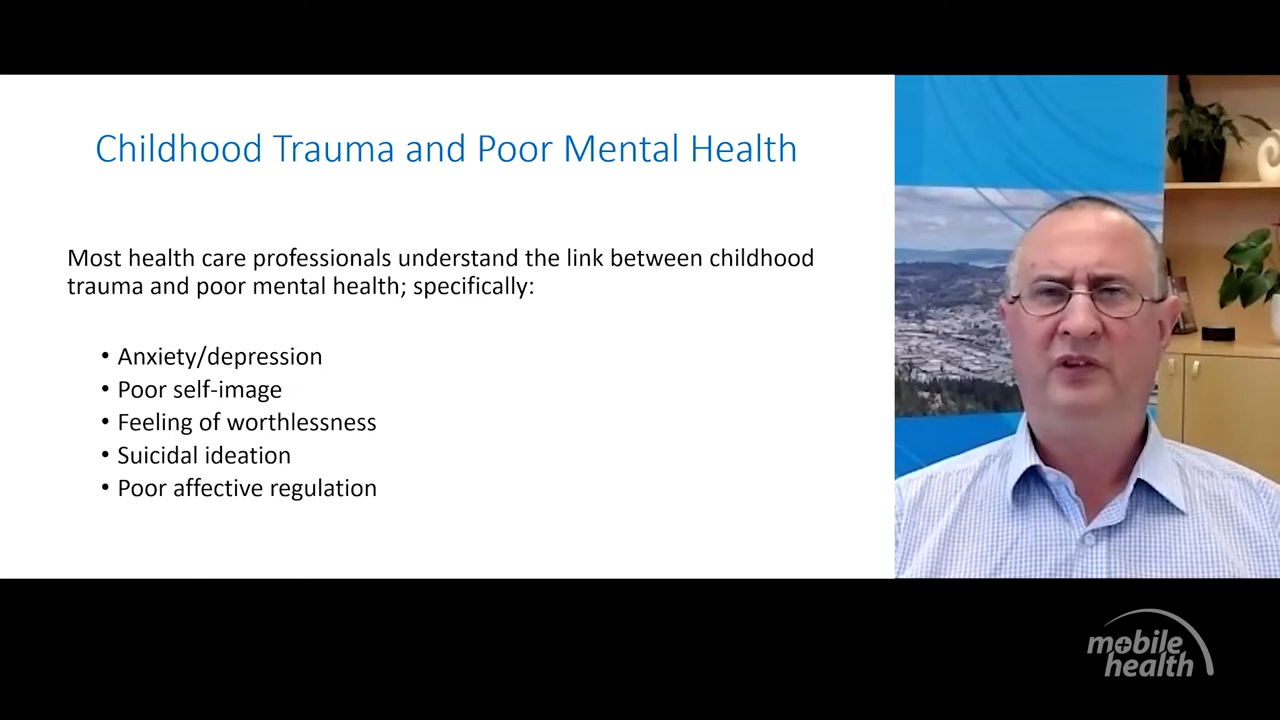 Childhood Trauma and Poor Mental Health
Most health care professionals understand the link between childhood
trauma and poor mental health; specifically:
• Anxiety/depression
• Poor self-image
• Feeling of worthlessness
• Suicidal ideation
• Poor affective regulation
mobile
health